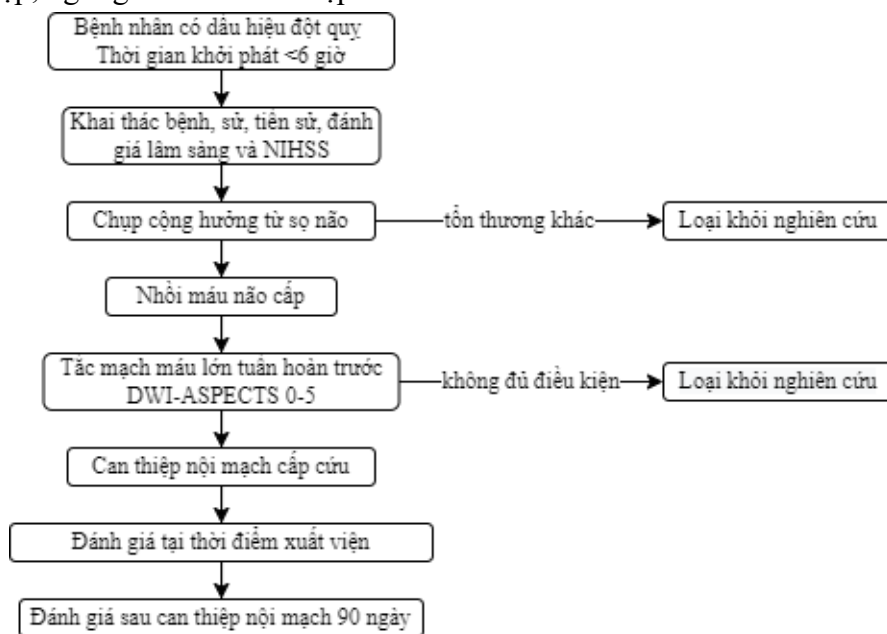 Bệnh nhân có dấu hiệu đột quỵ
Thời gian khởi phát <6 giờ
Khai thác bệnh, sử, tiền sử, đánh
giá lâm sàng và NIHSS
Chụp cộng hưởng từ sọ não
tổn thương khác
Loại khỏi nghiên cứu
Nhồi máu não cấp
Tắc mạch máu lớn tuần hoàn trước
DWI-ASPECTS 0-5
không đủ điều kiện
Loại khỏi nghiên cứu
Can thiệp nội mạch cấp cứu
Đánh giá tại thời điểm xuất viện
Đánh giá sau can thiệp nội mạch 90 ngày